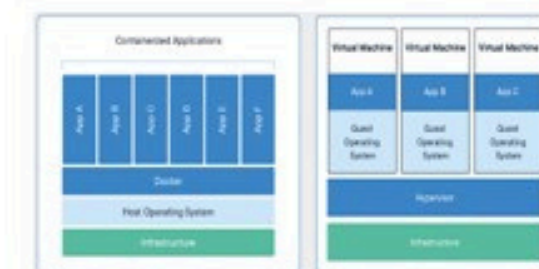 Containerized Applications
App A
App B
App C
App D
App E
App F
Docker
Host Operating System
Infrastructure
Virtual Machine
App A
Guest
Operating
System
Virtual Machine
App B
Guest
Operating
System
Virtual Machine
App C
Guest
Operating
System
Hypervisor
Infrastructure